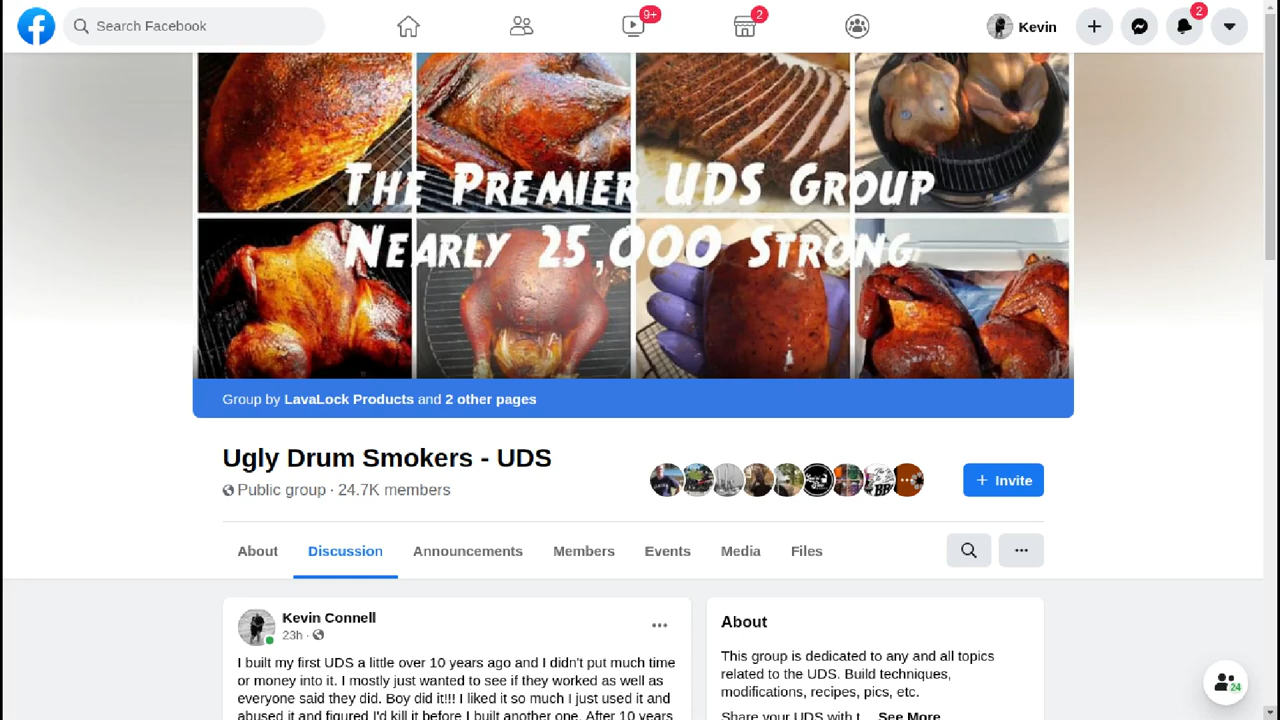 Search Facebook
9+
2
Kevin
2
The Premier UDS Group
Nearly 25,000 Strong
Group by LavaLock Products and 2 other pages
Ugly Drum Smokers - UDS
Public group · 24.7K members
+ Invite
About Discussion Announcements Members Events Media Files
Kevin Connell
23h ·
I built my first UDS a little over 10 years ago and I didn't put much time
or money into it. I mostly just wanted to see if they worked as well as
everyone said they did. Boy did it!!! I liked it so much I just used it and
abused it and figured I'd kill it before I built another one. After 10 years
About
This group is dedicated to any and all topics
related to the UDS. Build techniques,
modifications, recipes, pics, etc.
Share your UDS with t... See More
24